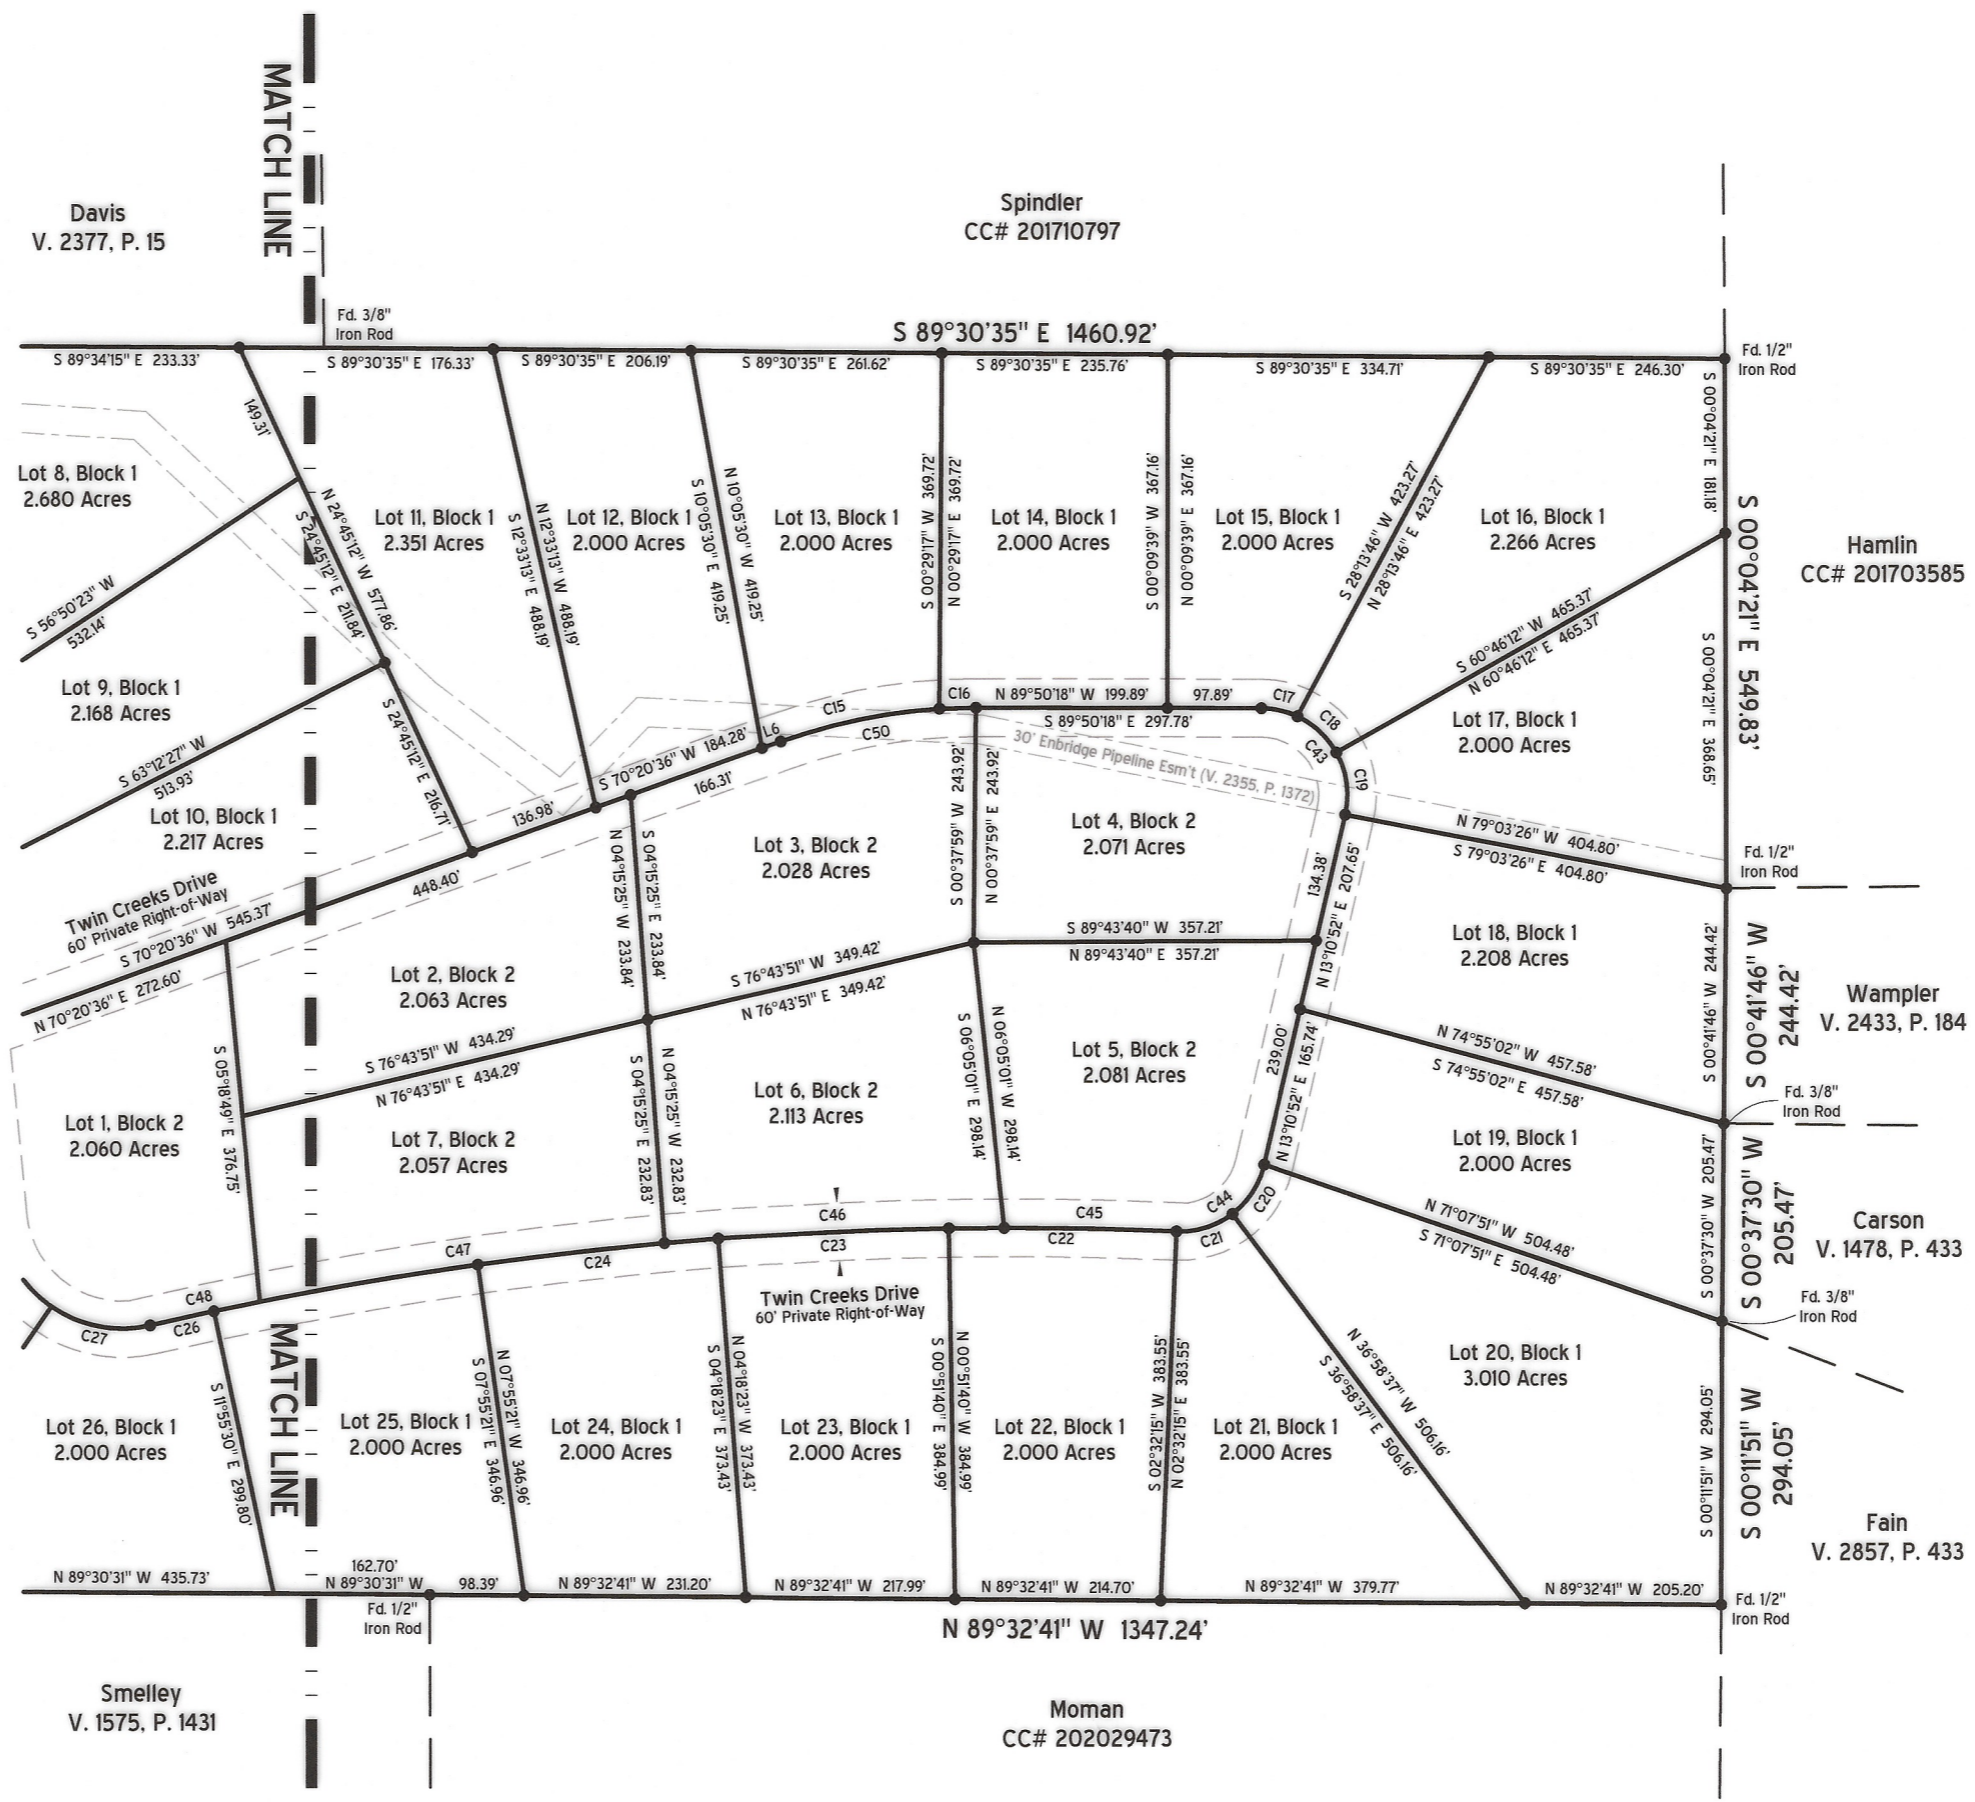 MATCH LINE
Davis
V. 2377, P. 15
Spindler
CC# 201710797
Fd. 3/8"
Iron Rod
S 89°30'35" E 1460.92'
S 89°34'15" E 233.33'
S 89°30'35" E 176.33'
S 89°30'35" E 206.19'
S 89°30'35" E 261.62'
S 89°30'35" E 235.76'
S 89°30'35" E 334.71'
S 89°30'35" E 246.30'
Fd. 1/2"
Iron Rod
149.31'
Lot 8, Block 1
2.680 Acres
N 24°45'12" W 577.86'
S 24°45'12" E 211.84'
Lot 11, Block 1
2.351 Acres
S 12°33'13" E 488.19'
N 12°33'13" W 488.19'
Lot 12, Block 1
2.000 Acres
S 10°05'30" E 419.25'
N 10°05'30" W 419.25'
Lot 13, Block 1
2.000 Acres
S 00°29'17" W 369.72'
N 00°29'17" E 369.72'
Lot 14, Block 1
2.000 Acres
S 00°09'39" W 367.16'
N 00°09'39" E 367.16'
Lot 15, Block 1
2.000 Acres
S 28°13'46" W 423.27'
N 28°13'46" E 423.27'
Lot 16, Block 1
2.266 Acres
S 00°04'21" E 181.18'
S 00°04'21" E 549.83'
Hamlin
CC# 201703585
S 56°50'23" W
532.14'
Lot 9, Block 1
2.168 Acres
S 63°12'27" W
513.93'
S 24°45'12" E 216.71'
Lot 10, Block 1
2.217 Acres
S 60°46'12" W 465.37'
N 60°46'12" E 465.37'
S 00°04'21" E 368.65'
Lot 17, Block 1
2.000 Acres
C15
C16
N 89°50'18" W 199.89'
97.89'
C17
C18
S 89°50'18" E 297.78'
C50
L6
S 70°20'36" W 184.28'
166.31'
136.98'
C43
C19
30' Enbridge Pipeline Esm't (V. 2355, P. 1372)
S 00°37'59" W 243.92'
N 00°37'59" E 243.92'
Lot 4, Block 2
2.071 Acres
Lot 3, Block 2
2.028 Acres
N 04°15'25" W 233.84'
S 04°15'25" E 233.84'
134.38'
N 13°10'52" E 207.65'
N 79°03'26" W 404.80'
S 79°03'26" E 404.80'
Fd. 1/2"
Iron Rod
448.40'
Twin Creeks Drive
60' Private Right-of-Way
S 70°20'36" W 545.37'
N 70°20'36" E 272.60'
Lot 2, Block 2
2.063 Acres
S 76°43'51" W 349.42'
N 76°43'51" E 349.42'
S 89°43'40" W 357.21'
N 89°43'40" E 357.21'
Lot 18, Block 1
2.208 Acres
S 00°41'46" W 244.42'
S 00°41'46" W
244.42'
Wampler
V. 2433, P. 184
S 76°43'51" W 434.29'
N 76°43'51" E 434.29'
S 05°18'49" E 376.75'
Lot 1, Block 2
2.060 Acres
Lot 7, Block 2
2.057 Acres
S 04°15'25" E 232.83'
N 04°15'25" W 232.83'
Lot 6, Block 2
2.113 Acres
S 06°05'01" E 298.14'
N 06°05'01" W 298.14'
Lot 5, Block 2
2.081 Acres
239.00'
N 13°10'52" E 165.74'
N 74°55'02" W 457.58'
S 74°55'02" E 457.58'
Fd. 3/8"
Iron Rod
Lot 19, Block 1
2.000 Acres
S 00°37'30" W 205.47'
S 00°37'30" W
205.47'
Carson
V. 1478, P. 433
N 71°07'51" W 504.48'
S 71°07'51" E 504.48'
Fd. 3/8"
Iron Rod
C44
C20
C21
C45
C22
C46
C23
C47
C24
C48
C26
C27
Twin Creeks Drive
60' Private Right-of-Way
MATCH LINE
Lot 26, Block 1
2.000 Acres
S 11°55'30" E 299.80'
Lot 25, Block 1
2.000 Acres
S 07°55'21" E 346.96'
N 07°55'21" W 346.96'
Lot 24, Block 1
2.000 Acres
S 04°18'23" E 373.43'
N 04°18'23" W 373.43'
Lot 23, Block 1
2.000 Acres
S 00°51'40" E 384.99'
N 00°51'40" W 384.99'
Lot 22, Block 1
2.000 Acres
S 02°32'15" W 383.55'
N 02°32'15" E 383.55'
Lot 21, Block 1
2.000 Acres
N 36°58'37" W 506.16'
S 36°58'37" E 506.16'
Lot 20, Block 1
3.010 Acres
S 00°11'51" W 294.05'
S 00°11'51" W
294.05'
Fain
V. 2857, P. 433
N 89°30'31" W 435.73'
162.70'
N 89°30'31" W
98.39'
N 89°32'41" W 231.20'
N 89°32'41" W 217.99'
N 89°32'41" W 214.70'
N 89°32'41" W 379.77'
N 89°32'41" W 205.20'
Fd. 1/2"
Iron Rod
Fd. 1/2"
Iron Rod
N 89°32'41" W 1347.24'
Smelley
V. 1575, P. 1431
Moman
CC# 202029473